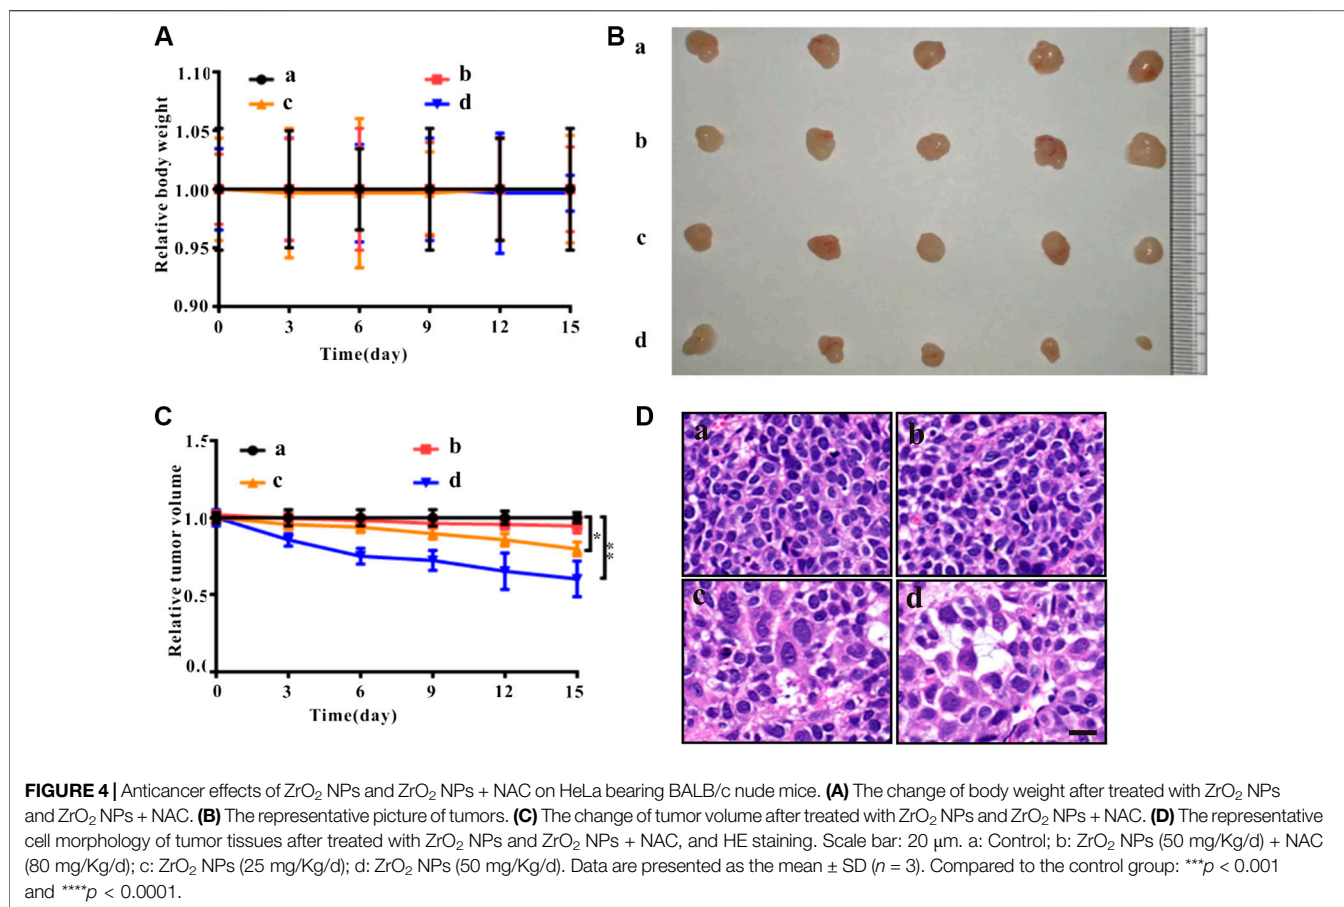 A
1.10
1.05
1.00
0.95
0.90
Relative body weight
a
b
c
d
0
3
6
9
12
15
Time(day)
B
a
b
c
d
C
1.5
1.0
0.5
0.0
Relative tumor volume
a
b
c
d
*
**
0
3
6
9
12
15
Time(day)
D
a
b
c
d
FIGURE 4 | Anticancer effects of ZrO₂ NPs and ZrO₂ NPs + NAC on HeLa bearing BALB/c nude mice. (A) The change of body weight after treated with ZrO₂ NPs
and ZrO₂ NPs + NAC. (B) The representative picture of tumors. (C) The change of tumor volume after treated with ZrO₂ NPs and ZrO₂ NPs + NAC. (D) The representative
cell morphology of tumor tissues after treated with ZrO₂ NPs and ZrO₂ NPs + NAC, and HE staining. Scale bar: 20 μm. a: Control; b: ZrO₂ NPs (50 mg/Kg/d) + NAC
(80 mg/Kg/d); c: ZrO₂ NPs (25 mg/Kg/d); d: ZrO₂ NPs (50 mg/Kg/d). Data are presented as the mean ± SD (n = 3). Compared to the control group: ***p < 0.001
and ****p < 0.0001.